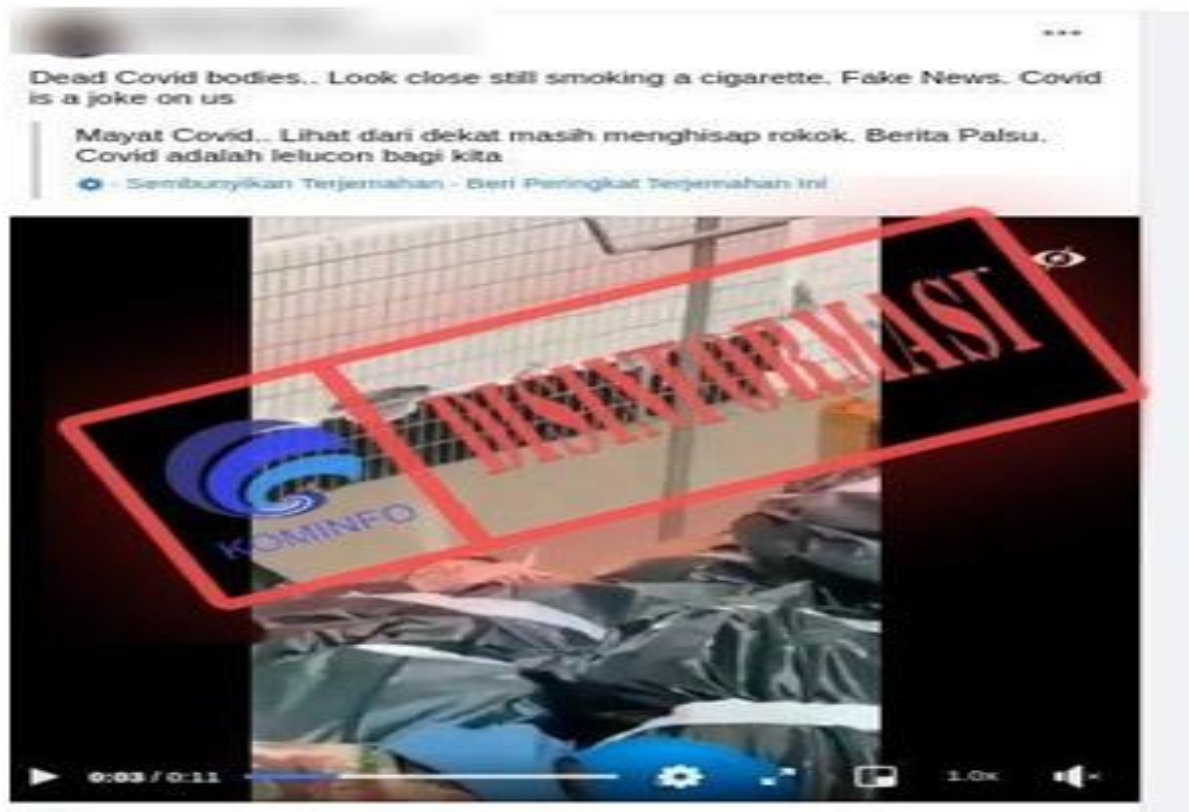 Dead Covid bodies.. Look close still smoking a cigarette. Fake News. Covid
is a joke on us
Mayat Covid.. Lihat dari dekat masih menghisap rokok. Berita Palsu.
Covid adalah lelucon bagi kita
· Sembunyikan Terjemahan · Beri Peringkat Terjemahan Ini
DISINFORMASI
KOMINFO
0:03 / 0:11
1.0x